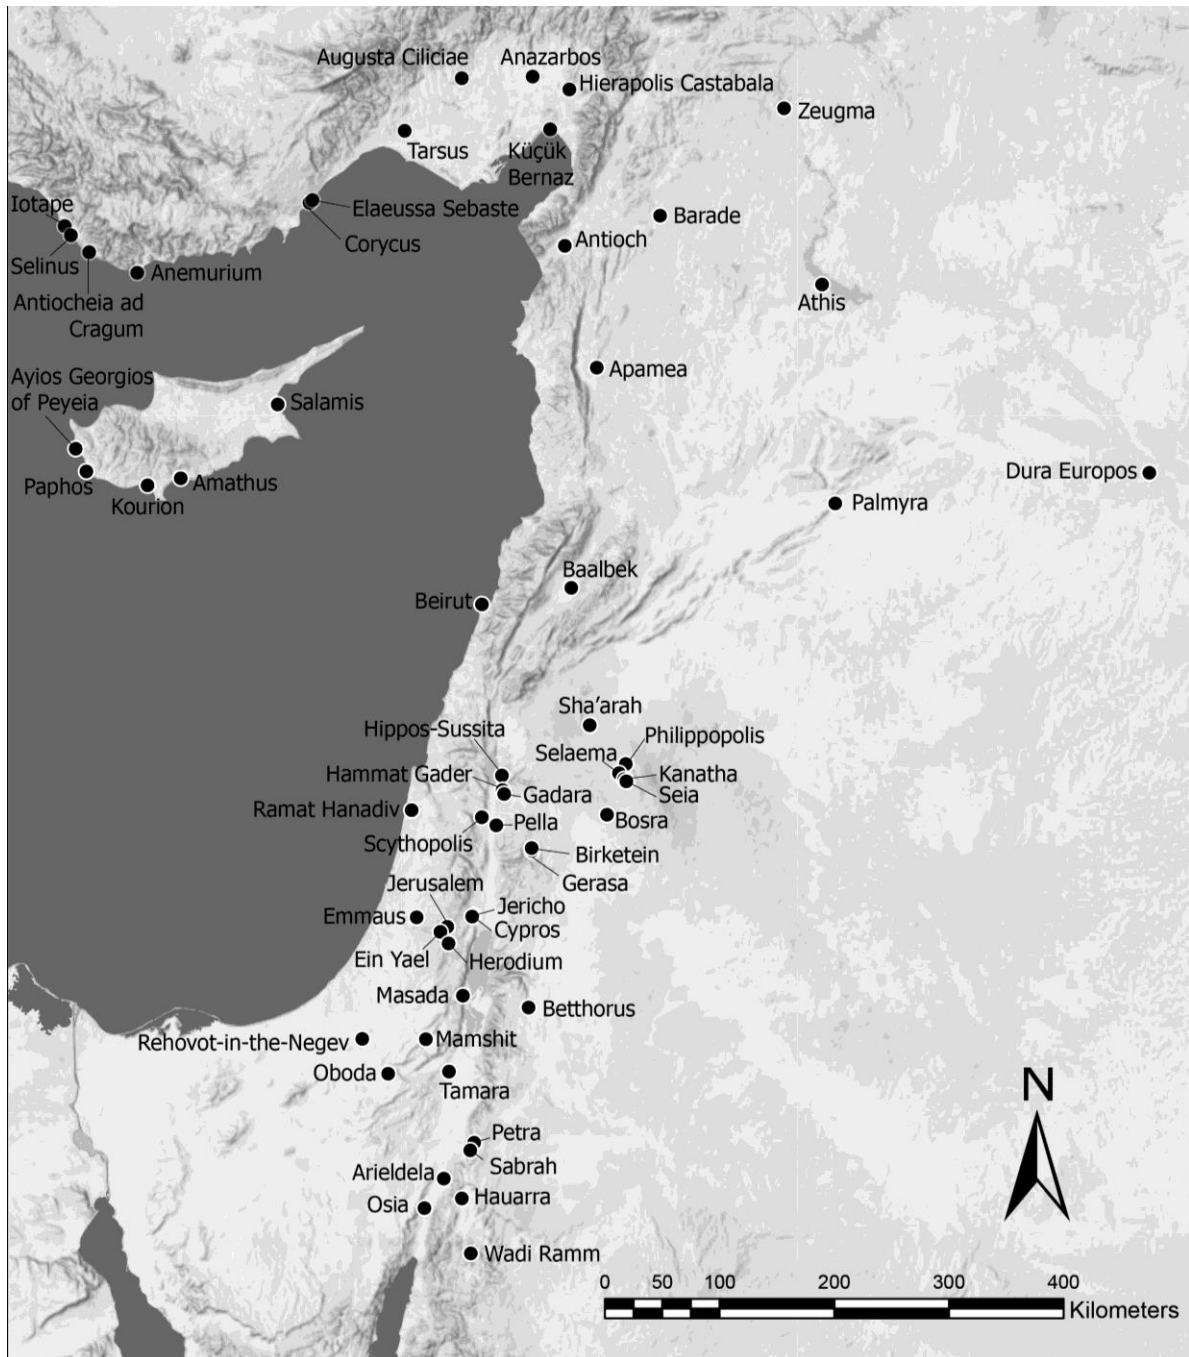 Augusta Ciliciae
Anazarbos
Hierapolis Castabala
Zeugma
Tarsus
Küçük
Bernaz
Iotape
Elaeussa Sebaste
Barade
Corycus
Antioch
Selinus
Anemurium
Antiocheia ad
Cragum
Athis
Apamea
Ayios Georgios
of Peyeia
Salamis
Paphos
Amathus
Kourion
Dura Europos
Palmyra
Baalbek
Beirut
Sha'arah
Hippos-Sussita
Philippopolis
Selaema
Hammat Gader
Kanatha
Gadara
Seia
Ramat Hanadiv
Pella
Bosra
Scythopolis
Birketein
Jerusalem
Gerasa
Emmaus
Jericho
Cypros
Ein Yael
Herodium
Masada
Betthorus
Rehovot-in-the-Negev
Mamshit
Oboda
Tamara
N
Petra
Sabrah
Arieldela
Hauarra
Osia
Wadi Ramm
0 50 100 200 300 400
Kilometers